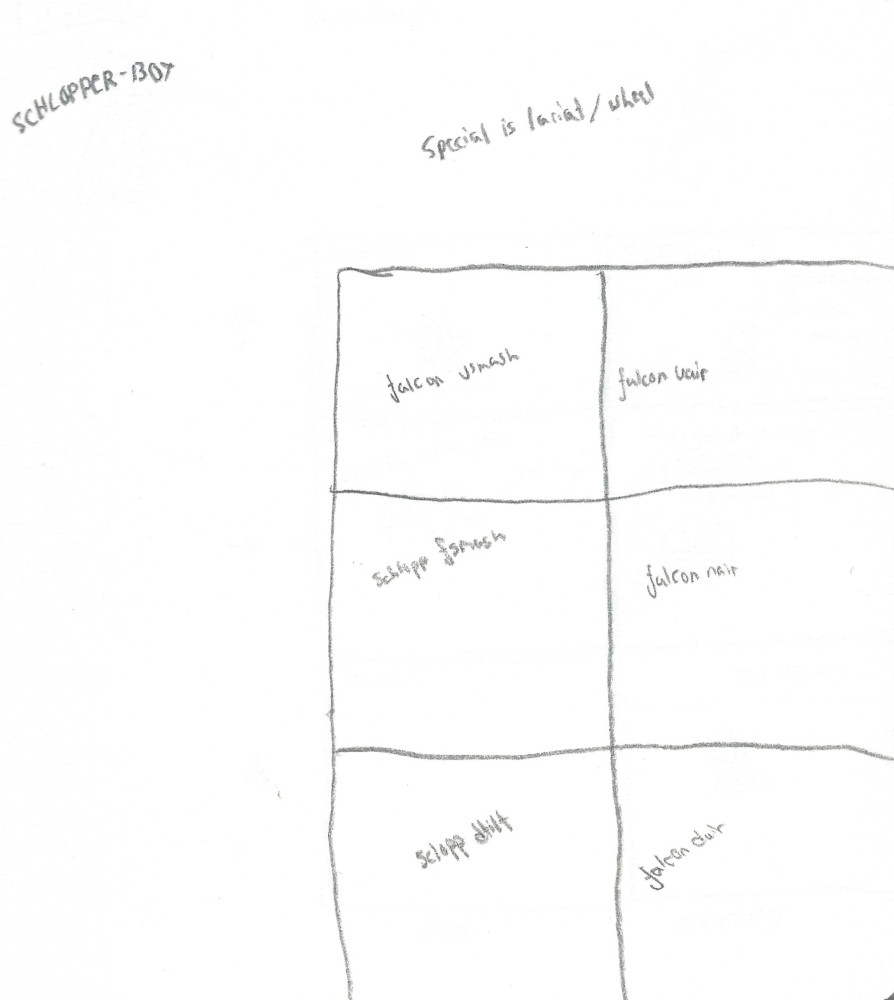 SCHLOPPER-BOY
Special is lariat/wheel
falcon usmash
falcon uair
schlopp fsmash
falcon nair
sclopp dtilt
falcon dair